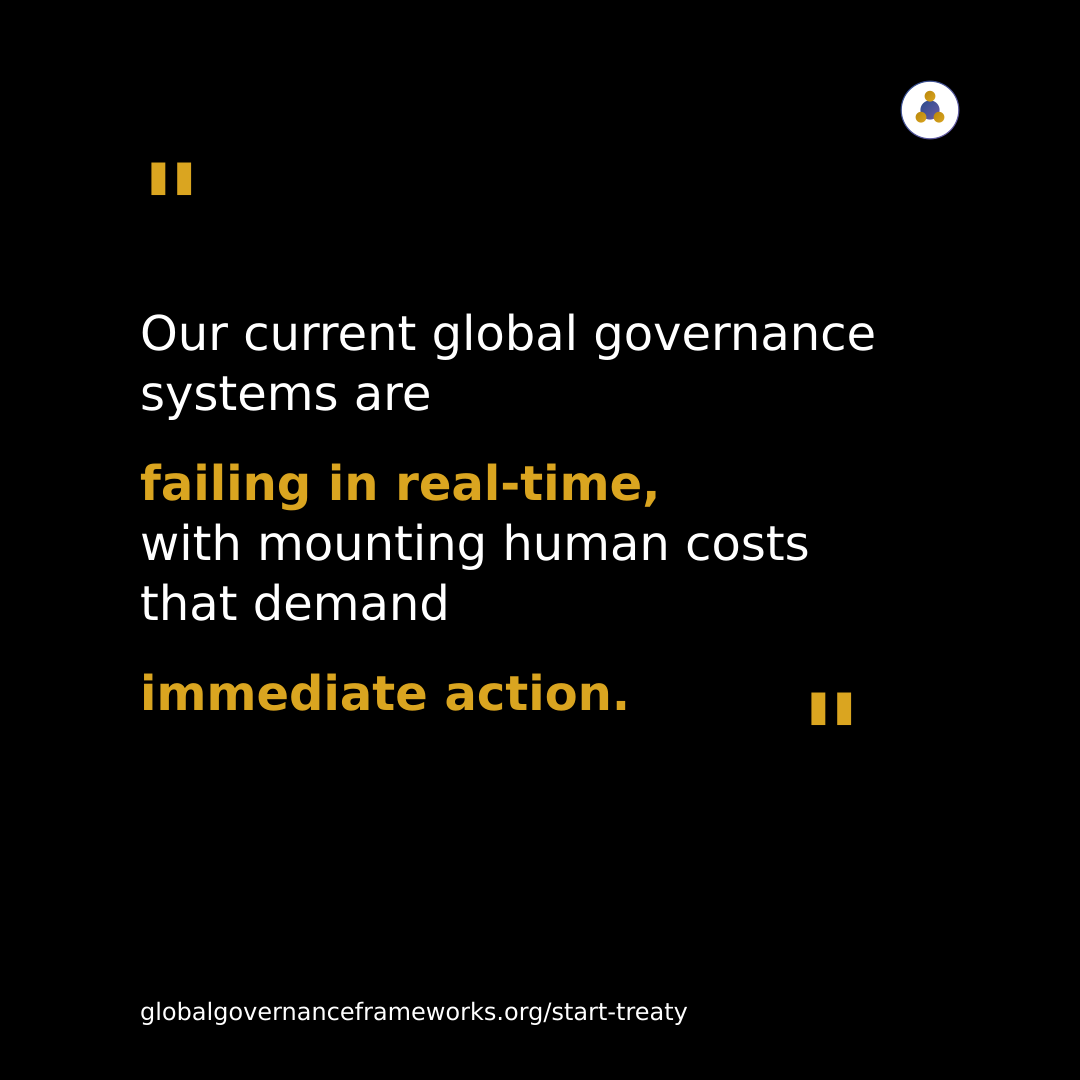 "
Our current global governance
systems are
failing in real-time,
with mounting human costs
that demand
immediate action.
"
globalgovernanceframeworks.org/start-treaty